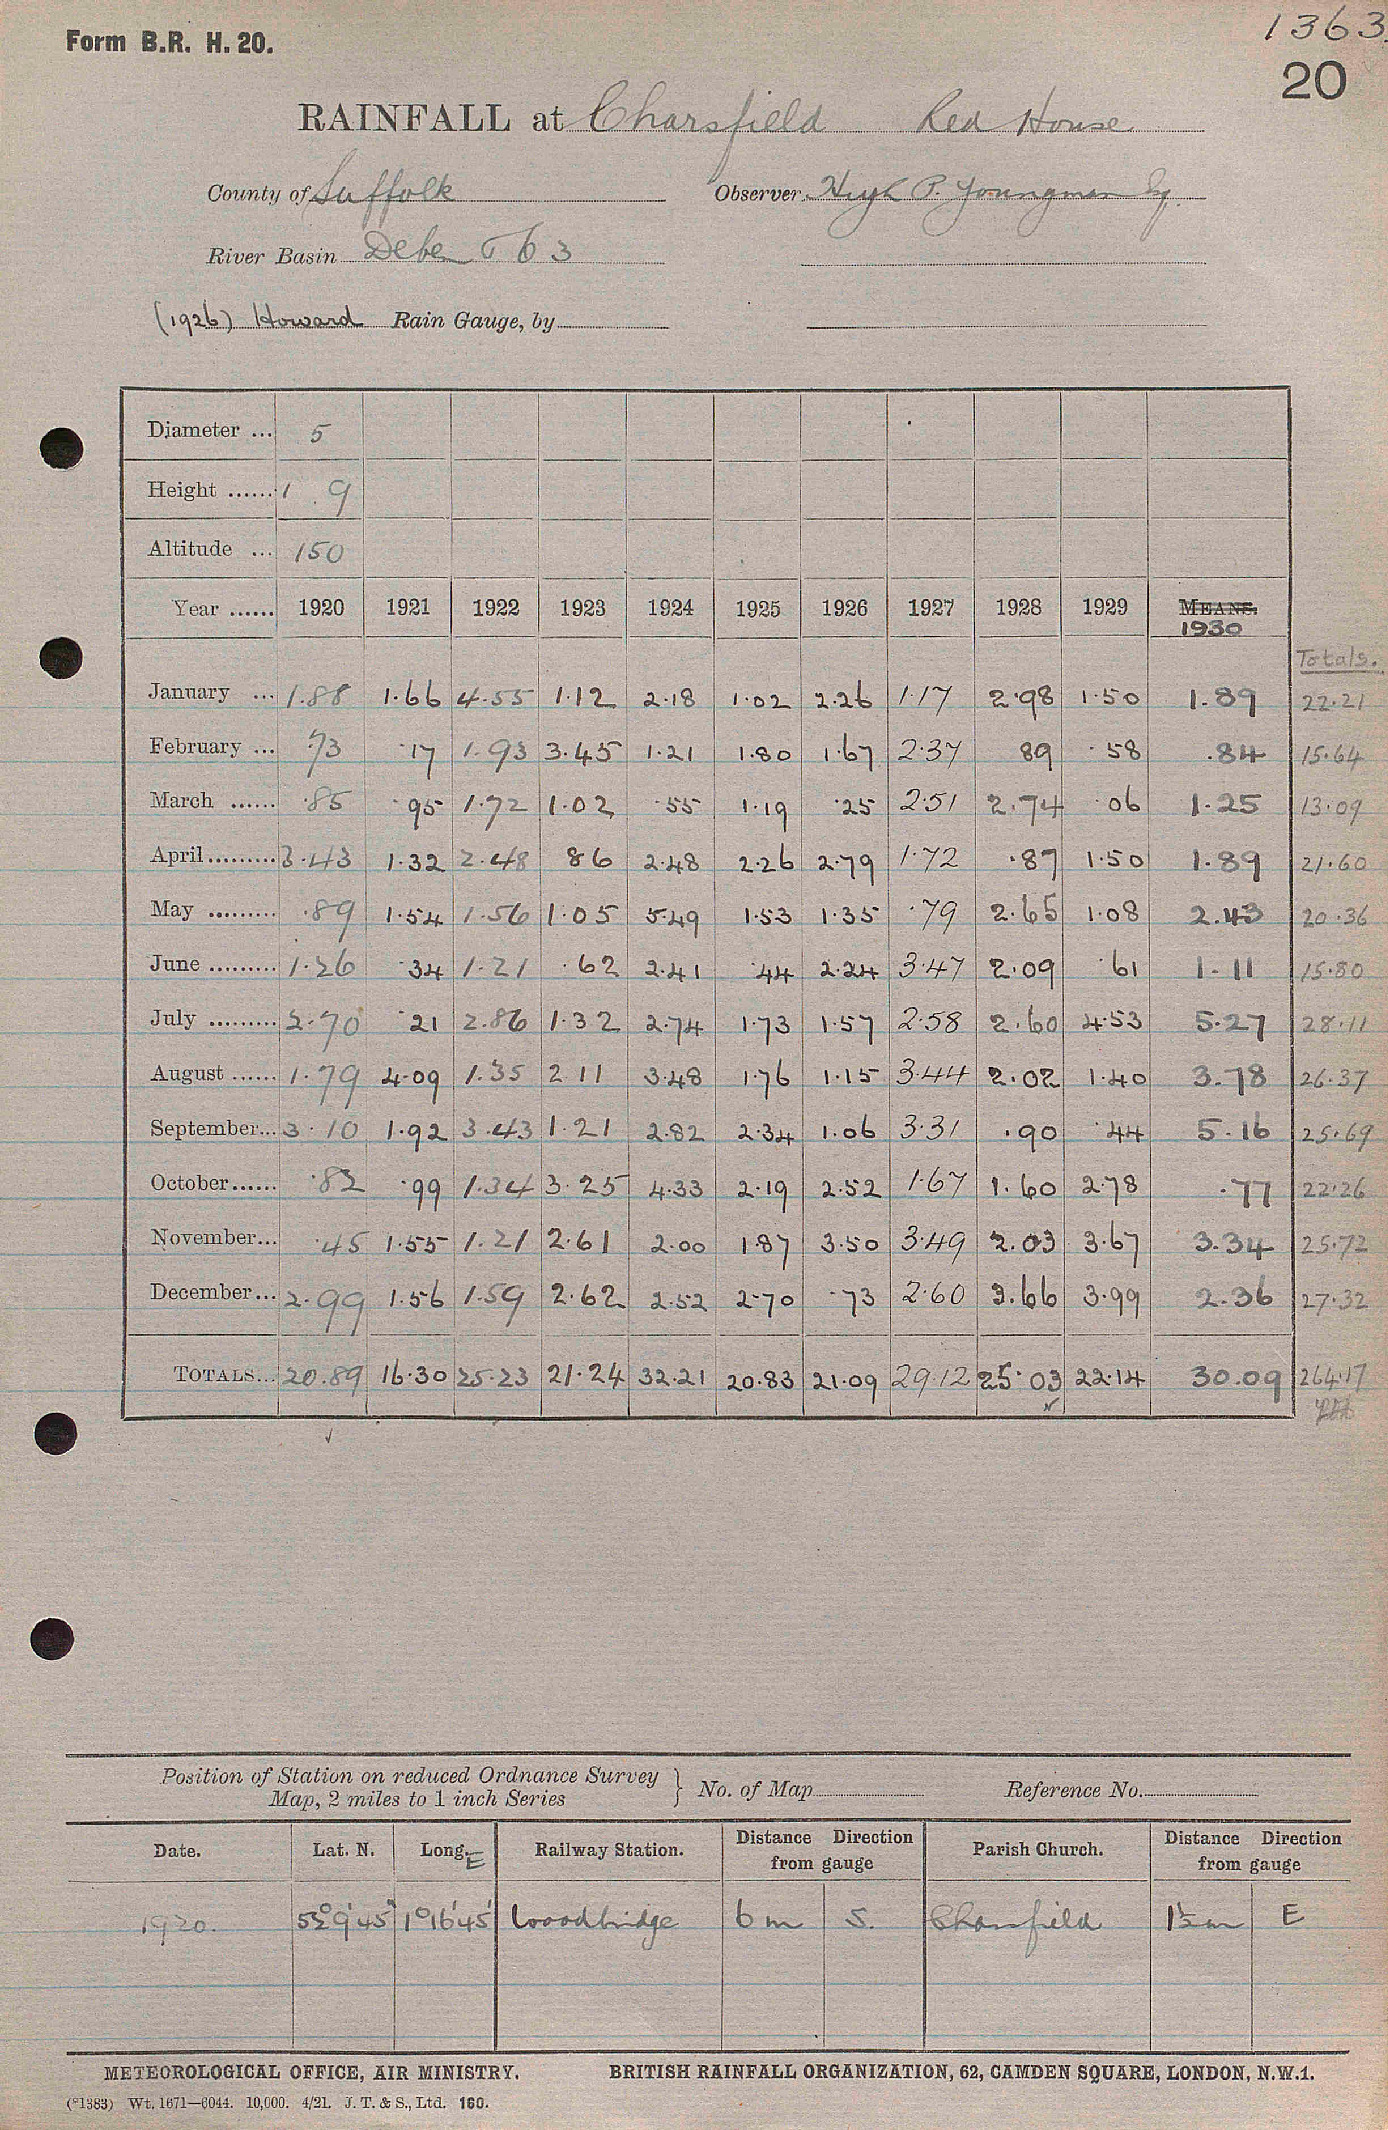 1363.
Form B.R. H. 20.
20
RAINFALL at Charsfield Red House
County of Suffolk Observer Hugh P. Youngman Esq.
River Basin Deben 63
(1926) Howard Rain Gauge, by
Diameter ... 5
Height ...... 1 . 9
Altitude ... 150
Year ...... 1920 1921 1922 1923 1924 1925 1926 1927 1928 1929 MEANS.
1930
Totals.
January ... 1.88 1.66 4.55 1.12 2.18 1.02 2.26 1.17 2.98 1.50 1.89 22.21
February ... .73 .17 1.93 3.45 1.21 1.80 1.67 2.37 89 .58 .84 15.64
March ...... .85 .95 1.72 1.02 .55 1.19 .25 2.51 2.74 .06 1.25 13.09
April ......... 3.43 1.32 2.48 86 2.48 2.26 2.79 1.72 .87 1.50 1.89 21.60
May ......... .89 1.54 1.56 1.05 5.49 1.53 1.35 .79 2.65 1.08 2.43 20.36
June ......... 1.26 .34 1.21 .62 2.41 .44 2.24 3.47 2.09 .61 1.11 15.80
July ......... 2.70 .21 2.86 1.32 2.74 1.73 1.57 2.58 2.60 4.53 5.27 28.11
August ...... 1.79 4.09 1.35 2 11 3.48 1.76 1.15 3.44 2.02 1.40 3.78 26.37
September... 3.10 1.92 3.43 1.21 2.82 2.34 1.06 3.31 .90 .44 5.16 25.69
October...... .82 .99 1.34 3.25 4.33 2.19 2.52 1.67 1.60 2.78 .77 22.26
November... .45 1.55 1.21 2.61 2.00 1.87 3.50 3.49 2.03 3.67 3.34 25.72
December... 2.99 1.56 1.59 2.62 2.52 2.70 .73 2.60 3.66 3.99 2.36 27.32
TOTALS... 20.89 16.30 25.23 21.24 32.21 20.83 21.09 29.12 25.03 22.14 30.09 264.17
Position of Station on reduced Ordnance Survey
Map, 2 miles to 1 inch Series } No. of Map Reference No.
Date. Lat. N. Long. E Railway Station. Distance Direction from gauge Parish Church. Distance Direction from gauge
1920. 52°9'45" 1°16'45" Woodbridge 6 m S. Charsfield 1½m E
METEOROLOGICAL OFFICE, AIR MINISTRY. BRITISH RAINFALL ORGANIZATION, 62, CAMDEN SQUARE, LONDON, N.W.1.
(*1383) Wt. 1671—6044. 10,000. 4/21. J. T. & S., Ltd. 160.